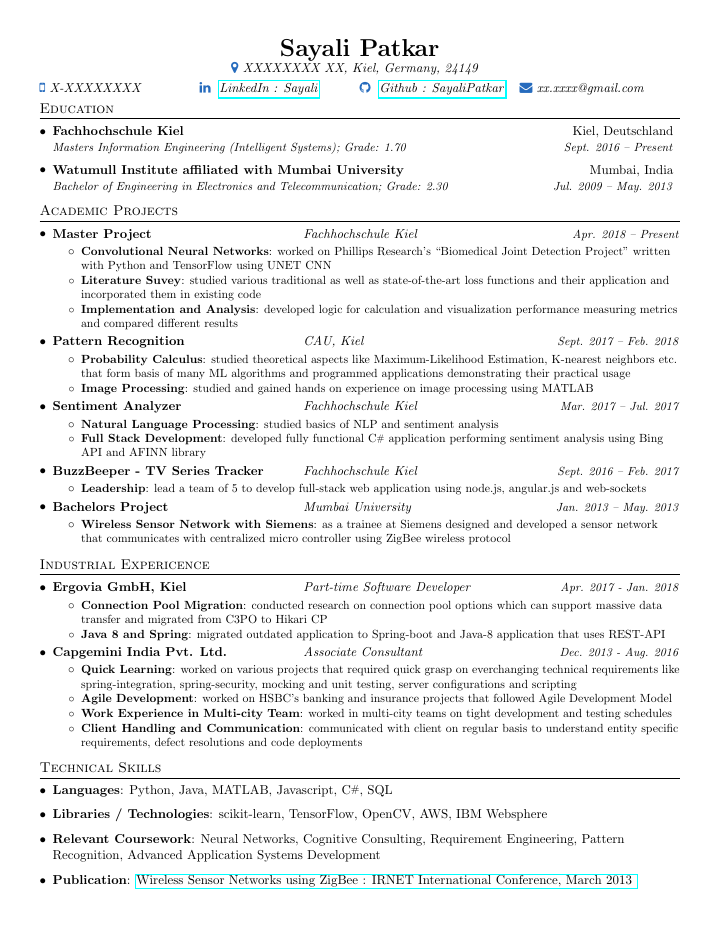 Sayali Patkar
XXXXXXXX XX, Kiel, Germany, 24149
X-XXXXXXXX LinkedIn : Sayali Github : SayaliPatkar xx.xxxx@gmail.com
Education
• Fachhochschule Kiel Kiel, Deutschland
Masters Information Engineering (Intelligent Systems); Grade: 1.70 Sept. 2016 – Present
• Watumull Institute affiliated with Mumbai University Mumbai, India
Bachelor of Engineering in Electronics and Telecommunication; Grade: 2.30 Jul. 2009 – May. 2013
Academic Projects
• Master Project Fachhochschule Kiel Apr. 2018 – Present
◦ Convolutional Neural Networks: worked on Phillips Research's “Biomedical Joint Detection Project” written
with Python and TensorFlow using UNET CNN
◦ Literature Suvey: studied various traditional as well as state-of-the-art loss functions and their application and
incorporated them in existing code
◦ Implementation and Analysis: developed logic for calculation and visualization performance measuring metrics
and compared different results
• Pattern Recognition CAU, Kiel Sept. 2017 – Feb. 2018
◦ Probability Calculus: studied theoretical aspects like Maximum-Likelihood Estimation, K-nearest neighbors etc.
that form basis of many ML algorithms and programmed applications demonstrating their practical usage
◦ Image Processing: studied and gained hands on experience on image processing using MATLAB
• Sentiment Analyzer Fachhochschule Kiel Mar. 2017 – Jul. 2017
◦ Natural Language Processing: studied basics of NLP and sentiment analysis
◦ Full Stack Development: developed fully functional C# application performing sentiment analysis using Bing
API and AFINN library
• BuzzBeeper - TV Series Tracker Fachhochschule Kiel Sept. 2016 – Feb. 2017
◦ Leadership: lead a team of 5 to develop full-stack web application using node.js, angular.js and web-sockets
• Bachelors Project Mumbai University Jan. 2013 – May. 2013
◦ Wireless Sensor Network with Siemens: as a trainee at Siemens designed and developed a sensor network
that communicates with centralized micro controller using ZigBee wireless protocol
Industrial Expericence
• Ergovia GmbH, Kiel Part-time Software Developer Apr. 2017 - Jan. 2018
◦ Connection Pool Migration: conducted research on connection pool options which can support massive data
transfer and migrated from C3PO to Hikari CP
◦ Java 8 and Spring: migrated outdated application to Spring-boot and Java-8 application that uses REST-API
• Capgemini India Pvt. Ltd. Associate Consultant Dec. 2013 - Aug. 2016
◦ Quick Learning: worked on various projects that required quick grasp on everchanging technical requirements like
spring-integration, spring-security, mocking and unit testing, server configurations and scripting
◦ Agile Development: worked on HSBC's banking and insurance projects that followed Agile Development Model
◦ Work Experience in Multi-city Team: worked in multi-city teams on tight development and testing schedules
◦ Client Handling and Communication: communicated with client on regular basis to understand entity specific
requirements, defect resolutions and code deployments
Technical Skills
• Languages: Python, Java, MATLAB, Javascript, C#, SQL
• Libraries / Technologies: scikit-learn, TensorFlow, OpenCV, AWS, IBM Websphere
• Relevant Coursework: Neural Networks, Cognitive Consulting, Requirement Engineering, Pattern
Recognition, Advanced Application Systems Development
• Publication: Wireless Sensor Networks using ZigBee : IRNET International Conference, March 2013